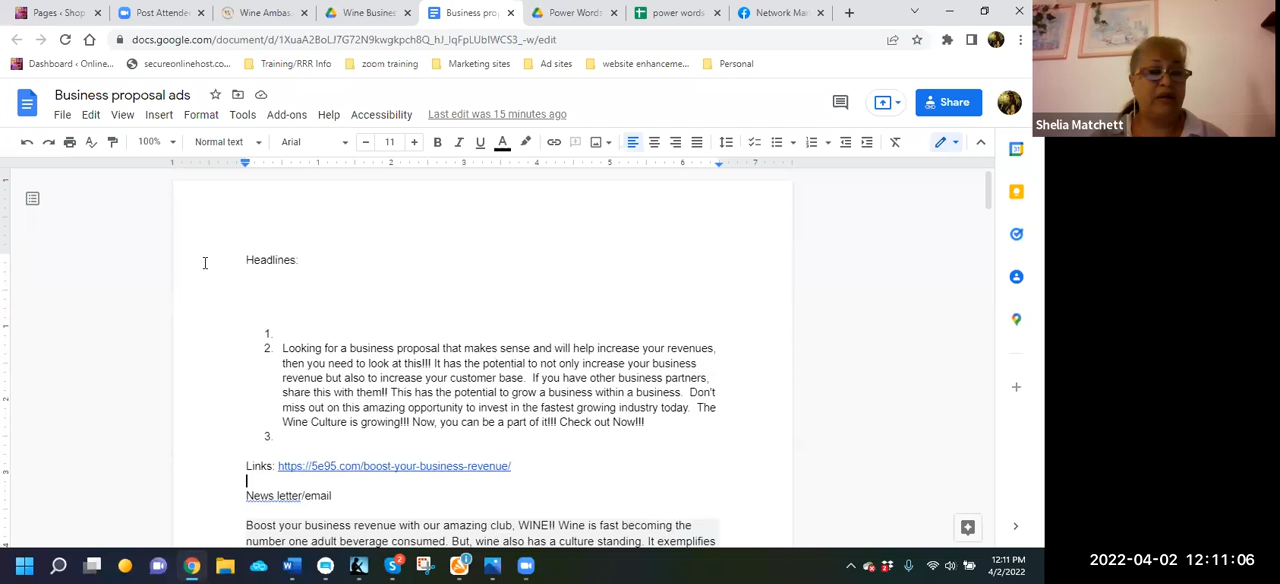 Pages ‹ Shop
Post Attende
Wine Ambas
Wine Busines
Business pro
Power Words
power words
Network Ma
docs.google.com/document/d/1XuaA2BoLJ7G72N9kwgkpch8Q_hJ_IqFpLUbIWCS3_-w/edit
Dashboard ‹ Online...
secureonlinehost.co...
Training/RRR Info
zoom training
Marketing sites
Ad sites
website enhanceme...
Personal
Business proposal ads
File Edit View Insert Format Tools Add-ons Help Accessibility
Last edit was 15 minutes ago
Share
100% Normal text Arial 11
Shelia Matchett
Headlines:
1.
2. Looking for a business proposal that makes sense and will help increase your revenues,
then you need to look at this!!! It has the potential to not only increase your business
revenue but also to increase your customer base. If you have other business partners,
share this with them!! This has the potential to grow a business within a business. Don't
miss out on this amazing opportunity to invest in the fastest growing industry today. The
Wine Culture is growing!!! Now, you can be a part of it!!! Check out Now!!!
3.
Links: https://5e95.com/boost-your-business-revenue/
News letter/email
Boost your business revenue with our amazing club, WINE!! Wine is fast becoming the
number one adult beverage consumed. But, wine also has a culture standing. It exemplifies
12:11 PM
4/2/2022
2022-04-02 12:11:06